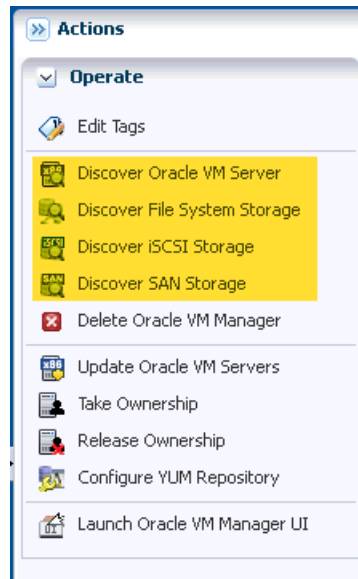 Actions
Operate
Edit Tags
Discover Oracle VM Server
Discover File System Storage
Discover iSCSI Storage
Discover SAN Storage
Delete Oracle VM Manager
Update Oracle VM Servers
Take Ownership
Release Ownership
Configure YUM Repository
Launch Oracle VM Manager UI